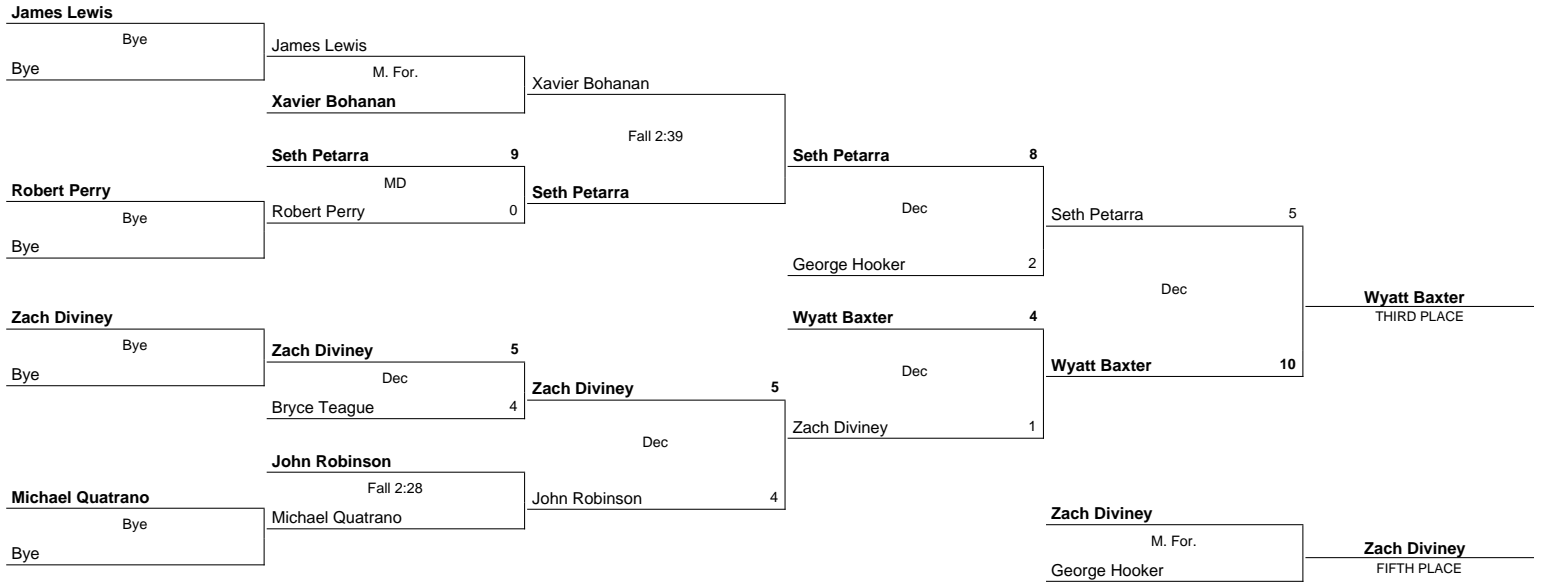 James Lewis
Bye
Bye
James Lewis
M. For.
Xavier Bohanan
Xavier Bohanan
Fall 2:39
Seth Petarra
Seth Petarra 9
MD
Robert Perry 0
Robert Perry
Bye
Bye
Seth Petarra 8
Dec
George Hooker 2
Seth Petarra 5
Dec
Wyatt Baxter 10
Wyatt Baxter
THIRD PLACE
Zach Diviney
Bye
Bye
Zach Diviney 5
Dec
Bryce Teague 4
Zach Diviney 5
Dec
John Robinson 4
Wyatt Baxter 4
Dec
Zach Diviney 1
John Robinson
Fall 2:28
Michael Quatrano
Michael Quatrano
Bye
Bye
Zach Diviney
M. For.
George Hooker
Zach Diviney
FIFTH PLACE